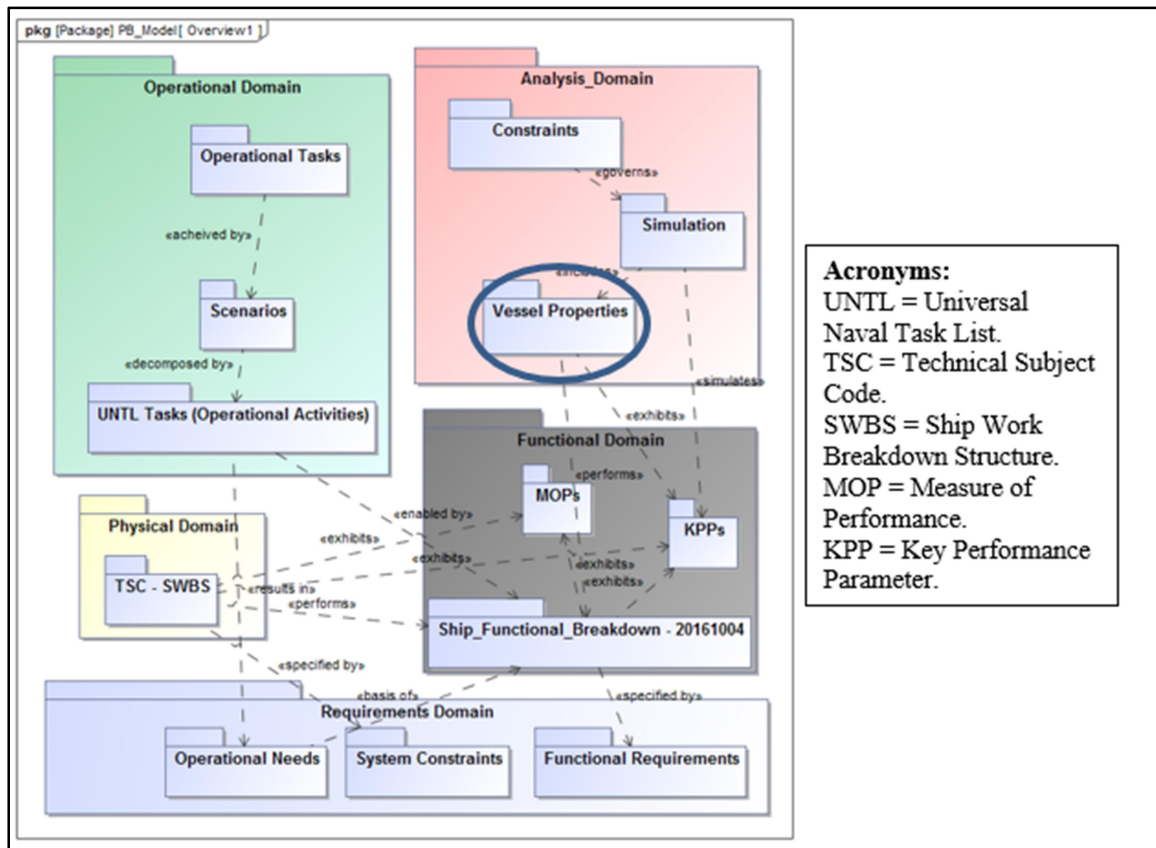 pkg [Package] PB_Model[ Overview1 ]
Operational Domain
Operational Tasks
«acheived by»
Scenarios
«decomposed by»
UNTL Tasks (Operational Activities)
Analysis_Domain
Constraints
«governs»
Simulation
«includes»
Vessel Properties
«simulates»
«exhibits»
Functional Domain
«performs»
MOPs
KPPs
«enabled by»
«exhibits»
«exhibits»
«exhibits»
«exhibits»
Physical Domain
TSC - SWBS
«results in»
«performs»
Ship_Functional_Breakdown - 20161004
«specified by»
«basis of»
«specified by»
Requirements Domain
Operational Needs
System Constraints
Functional Requirements
Acronyms:
UNTL = Universal
Naval Task List.
TSC = Technical Subject
Code.
SWBS = Ship Work
Breakdown Structure.
MOP = Measure of
Performance.
KPP = Key Performance
Parameter.